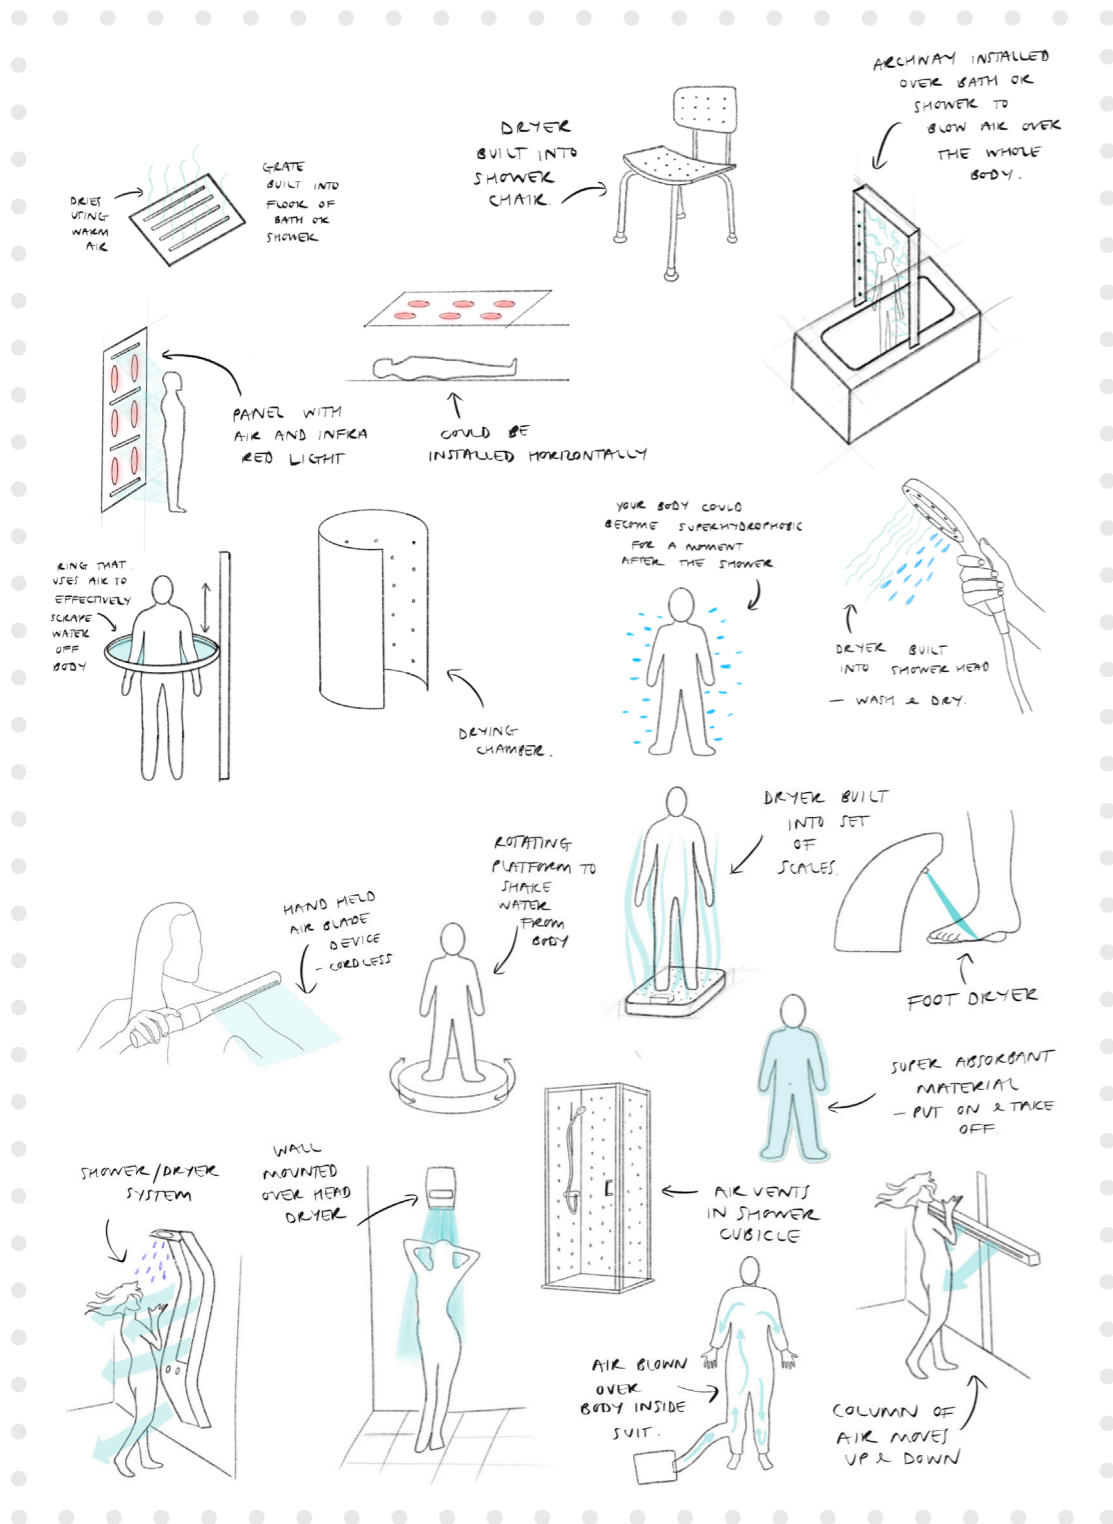 ARCHWAY INSTALLED
OVER BATH OR
SHOWER TO
BLOW AIR OVER
THE WHOLE
BODY.
DRYER
BUILT INTO
SHOWER
CHAIR.
GRATE
BUILT INTO
FLOOR OF
BATH OR
SHOWER
DRIES
USING
WARM
AIR
PANEL WITH
AIR AND INFRA
RED LIGHT
COULD BE
INSTALLED HORIZONTALLY
YOUR BODY COULD
BECOME SUPERHYDROPHOBIC
FOR A MOMENT
AFTER THE SHOWER
RING THAT
USES AIR TO
EFFECTIVELY
SCRAPE
WATER
OFF
BODY
DRYER BUILT
INTO SHOWER HEAD
— WASH & DRY.
DRYING
CHAMBER.
DRYER BUILT
INTO SET
OF
SCALES.
ROTATING
PLATFORM TO
SHAKE
WATER
FROM
BODY
HAND HELD
AIR BLADE
DEVICE
- CORDLESS
FOOT DRYER
SUPER ABSORBANT
MATERIAL
- PUT ON & TAKE
OFF
WALL
MOUNTED
OVER HEAD
DRYER
SHOWER/DRYER
SYSTEM
AIR VENTS
IN SHOWER
CUBICLE
AIR BLOWN
OVER
BODY INSIDE
SUIT.
COLUMN OF
AIR MOVES
UP & DOWN